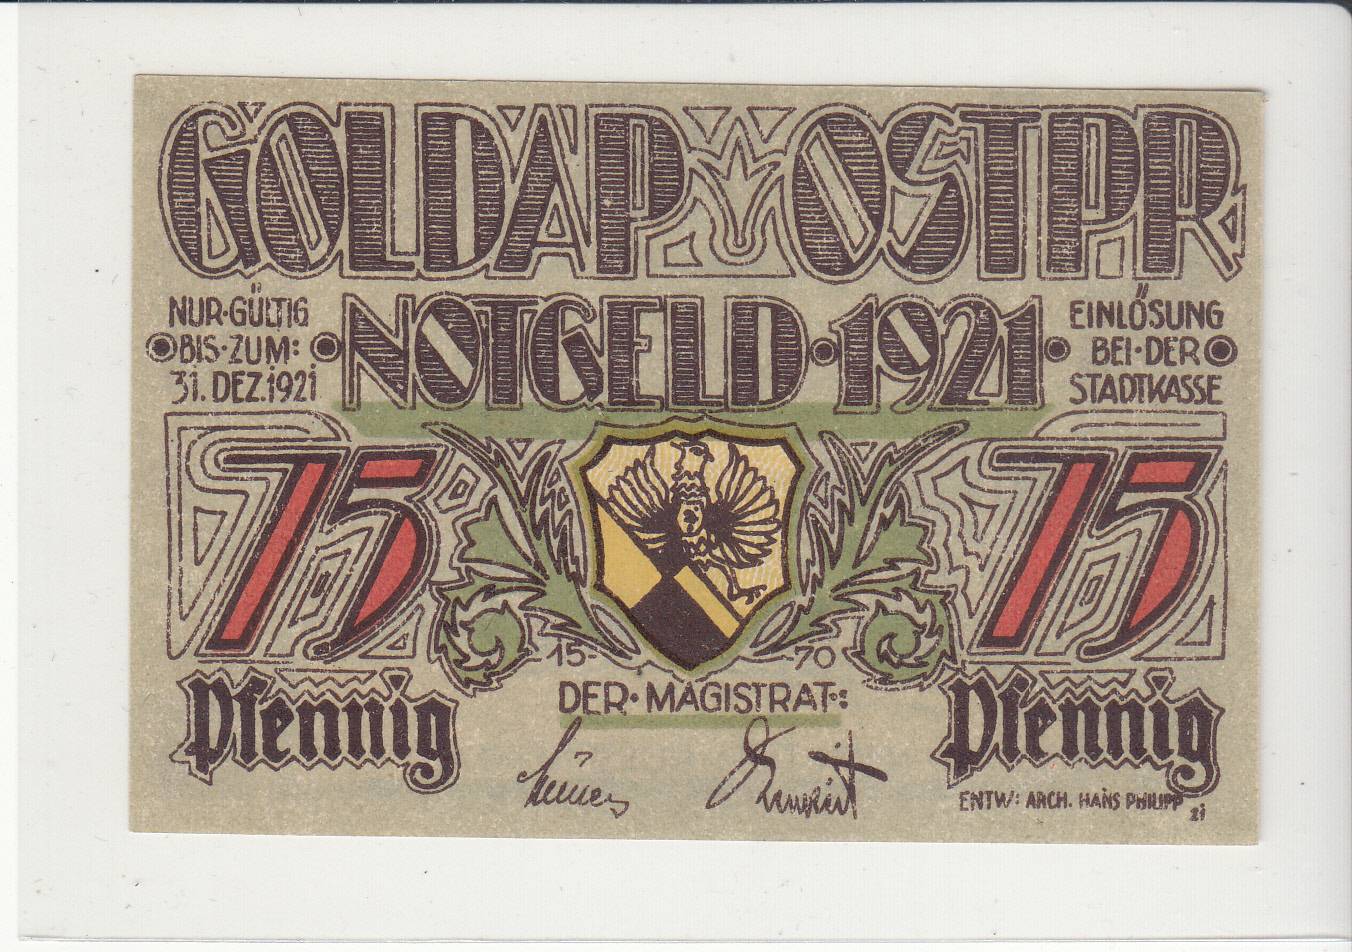 GOLDAP OSTPR
NUR·GÜLTIG
BIS·ZUM:
31. DEZ. 1921
NOTGELD · 1921
EINLÖSUNG
BEI·DER
STADTKASSE
75
Pfennig
75
Pfennig
15- -70
DER·MAGISTRAT·:
ENTW: ARCH. HANS PHILIPP
21